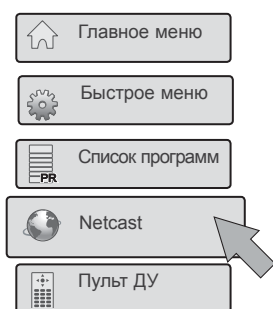 Главное меню
Быстрое меню
Список программ
PR
Netcast
Пульт ДУ